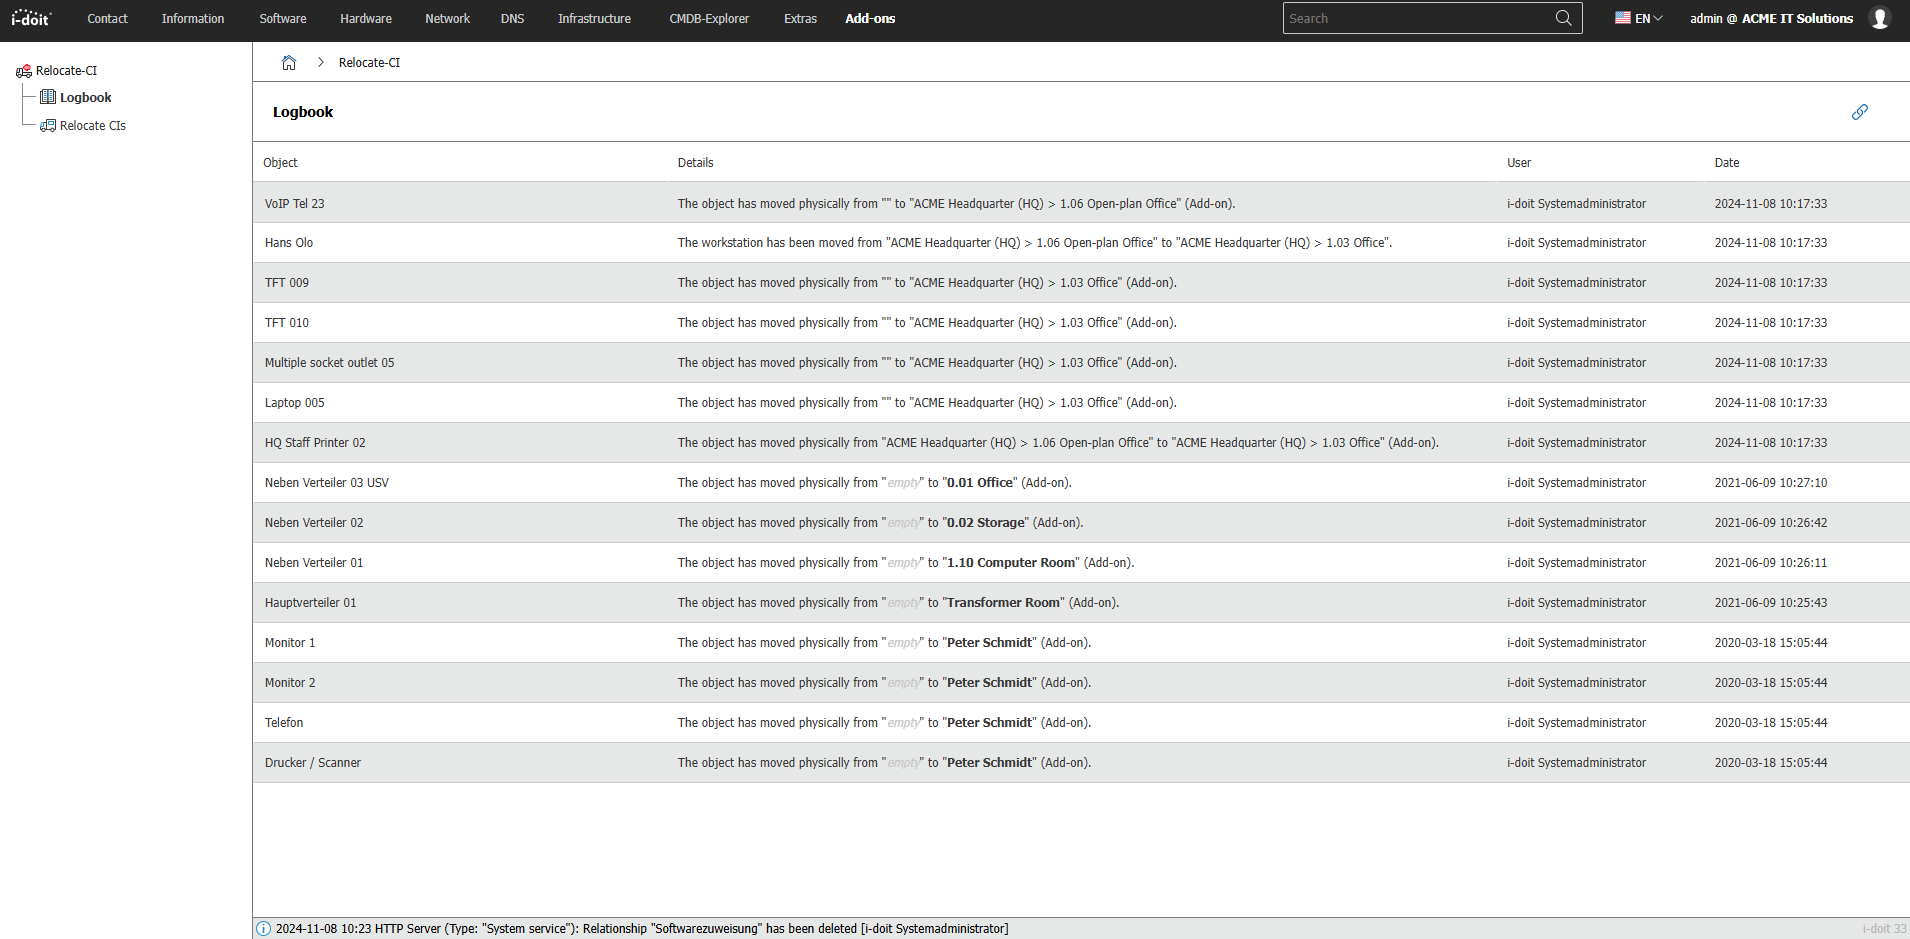 i-doit Contact Information Software Hardware Network DNS Infrastructure CMDB-Explorer Extras Add-ons Search EN admin @ ACME IT Solutions
Relocate-CI
Logbook
Relocate CIs
Relocate-CI
Logbook
Object Details User Date
VoIP Tel 23 The object has moved physically from "" to "ACME Headquarter (HQ) > 1.06 Open-plan Office" (Add-on). i-doit Systemadministrator 2024-11-08 10:17:33
Hans Olo The workstation has been moved from "ACME Headquarter (HQ) > 1.06 Open-plan Office" to "ACME Headquarter (HQ) > 1.03 Office". i-doit Systemadministrator 2024-11-08 10:17:33
TFT 009 The object has moved physically from "" to "ACME Headquarter (HQ) > 1.03 Office" (Add-on). i-doit Systemadministrator 2024-11-08 10:17:33
TFT 010 The object has moved physically from "" to "ACME Headquarter (HQ) > 1.03 Office" (Add-on). i-doit Systemadministrator 2024-11-08 10:17:33
Multiple socket outlet 05 The object has moved physically from "" to "ACME Headquarter (HQ) > 1.03 Office" (Add-on). i-doit Systemadministrator 2024-11-08 10:17:33
Laptop 005 The object has moved physically from "" to "ACME Headquarter (HQ) > 1.03 Office" (Add-on). i-doit Systemadministrator 2024-11-08 10:17:33
HQ Staff Printer 02 The object has moved physically from "ACME Headquarter (HQ) > 1.06 Open-plan Office" to "ACME Headquarter (HQ) > 1.03 Office" (Add-on). i-doit Systemadministrator 2024-11-08 10:17:33
Neben Verteiler 03 USV The object has moved physically from "empty" to "0.01 Office" (Add-on). i-doit Systemadministrator 2021-06-09 10:27:10
Neben Verteiler 02 The object has moved physically from "empty" to "0.02 Storage" (Add-on). i-doit Systemadministrator 2021-06-09 10:26:42
Neben Verteiler 01 The object has moved physically from "empty" to "1.10 Computer Room" (Add-on). i-doit Systemadministrator 2021-06-09 10:26:11
Hauptverteiler 01 The object has moved physically from "empty" to "Transformer Room" (Add-on). i-doit Systemadministrator 2021-06-09 10:25:43
Monitor 1 The object has moved physically from "empty" to "Peter Schmidt" (Add-on). i-doit Systemadministrator 2020-03-18 15:05:44
Monitor 2 The object has moved physically from "empty" to "Peter Schmidt" (Add-on). i-doit Systemadministrator 2020-03-18 15:05:44
Telefon The object has moved physically from "empty" to "Peter Schmidt" (Add-on). i-doit Systemadministrator 2020-03-18 15:05:44
Drucker / Scanner The object has moved physically from "empty" to "Peter Schmidt" (Add-on). i-doit Systemadministrator 2020-03-18 15:05:44
2024-11-08 10:23 HTTP Server (Type: "System service"): Relationship "Softwarezuweisung" has been deleted [i-doit Systemadministrator] i-doit 33